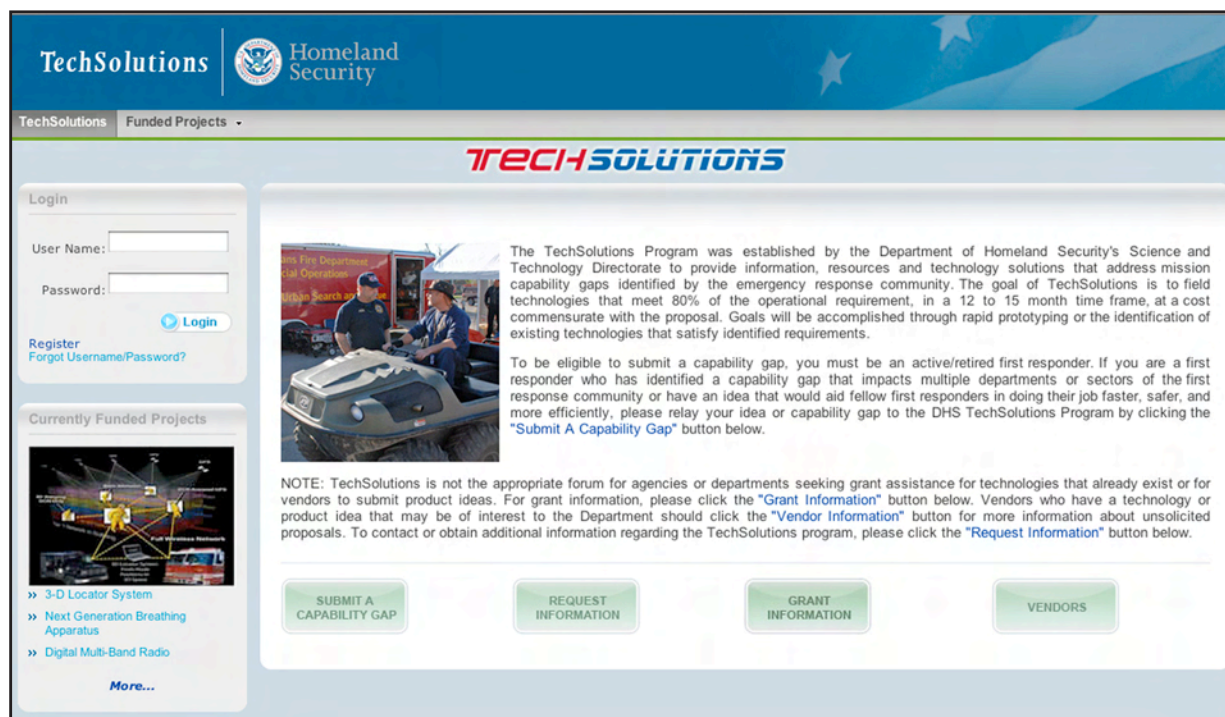 TechSolutions
Homeland
Security
TechSolutions Funded Projects
TECHSOLUTIONS
Login
User Name:
Password:
Login
Register
Forgot Username/Password?
Currently Funded Projects
Full Wireless Network
3-D Locator System
Next Generation Breathing
Apparatus
Digital Multi-Band Radio
More...
ans Fire Department
cial Operations
Urban Search an
The TechSolutions Program was established by the Department of Homeland Security's Science and
Technology Directorate to provide information, resources and technology solutions that address mission
capability gaps identified by the emergency response community. The goal of TechSolutions is to field
technologies that meet 80% of the operational requirement, in a 12 to 15 month time frame, at a cost
commensurate with the proposal. Goals will be accomplished through rapid prototyping or the identification of
existing technologies that satisfy identified requirements.
To be eligible to submit a capability gap, you must be an active/retired first responder. If you are a first
responder who has identified a capability gap that impacts multiple departments or sectors of the first
response community or have an idea that would aid fellow first responders in doing their job faster, safer, and
more efficiently, please relay your idea or capability gap to the DHS TechSolutions Program by clicking the
"Submit A Capability Gap" button below.
NOTE: TechSolutions is not the appropriate forum for agencies or departments seeking grant assistance for technologies that already exist or for
vendors to submit product ideas. For grant information, please click the "Grant Information" button below. Vendors who have a technology or
product idea that may be of interest to the Department should click the "Vendor Information" button for more information about unsolicited
proposals. To contact or obtain additional information regarding the TechSolutions program, please click the "Request Information" button below.
SUBMIT A
CAPABILITY GAP
REQUEST
INFORMATION
GRANT
INFORMATION
VENDORS